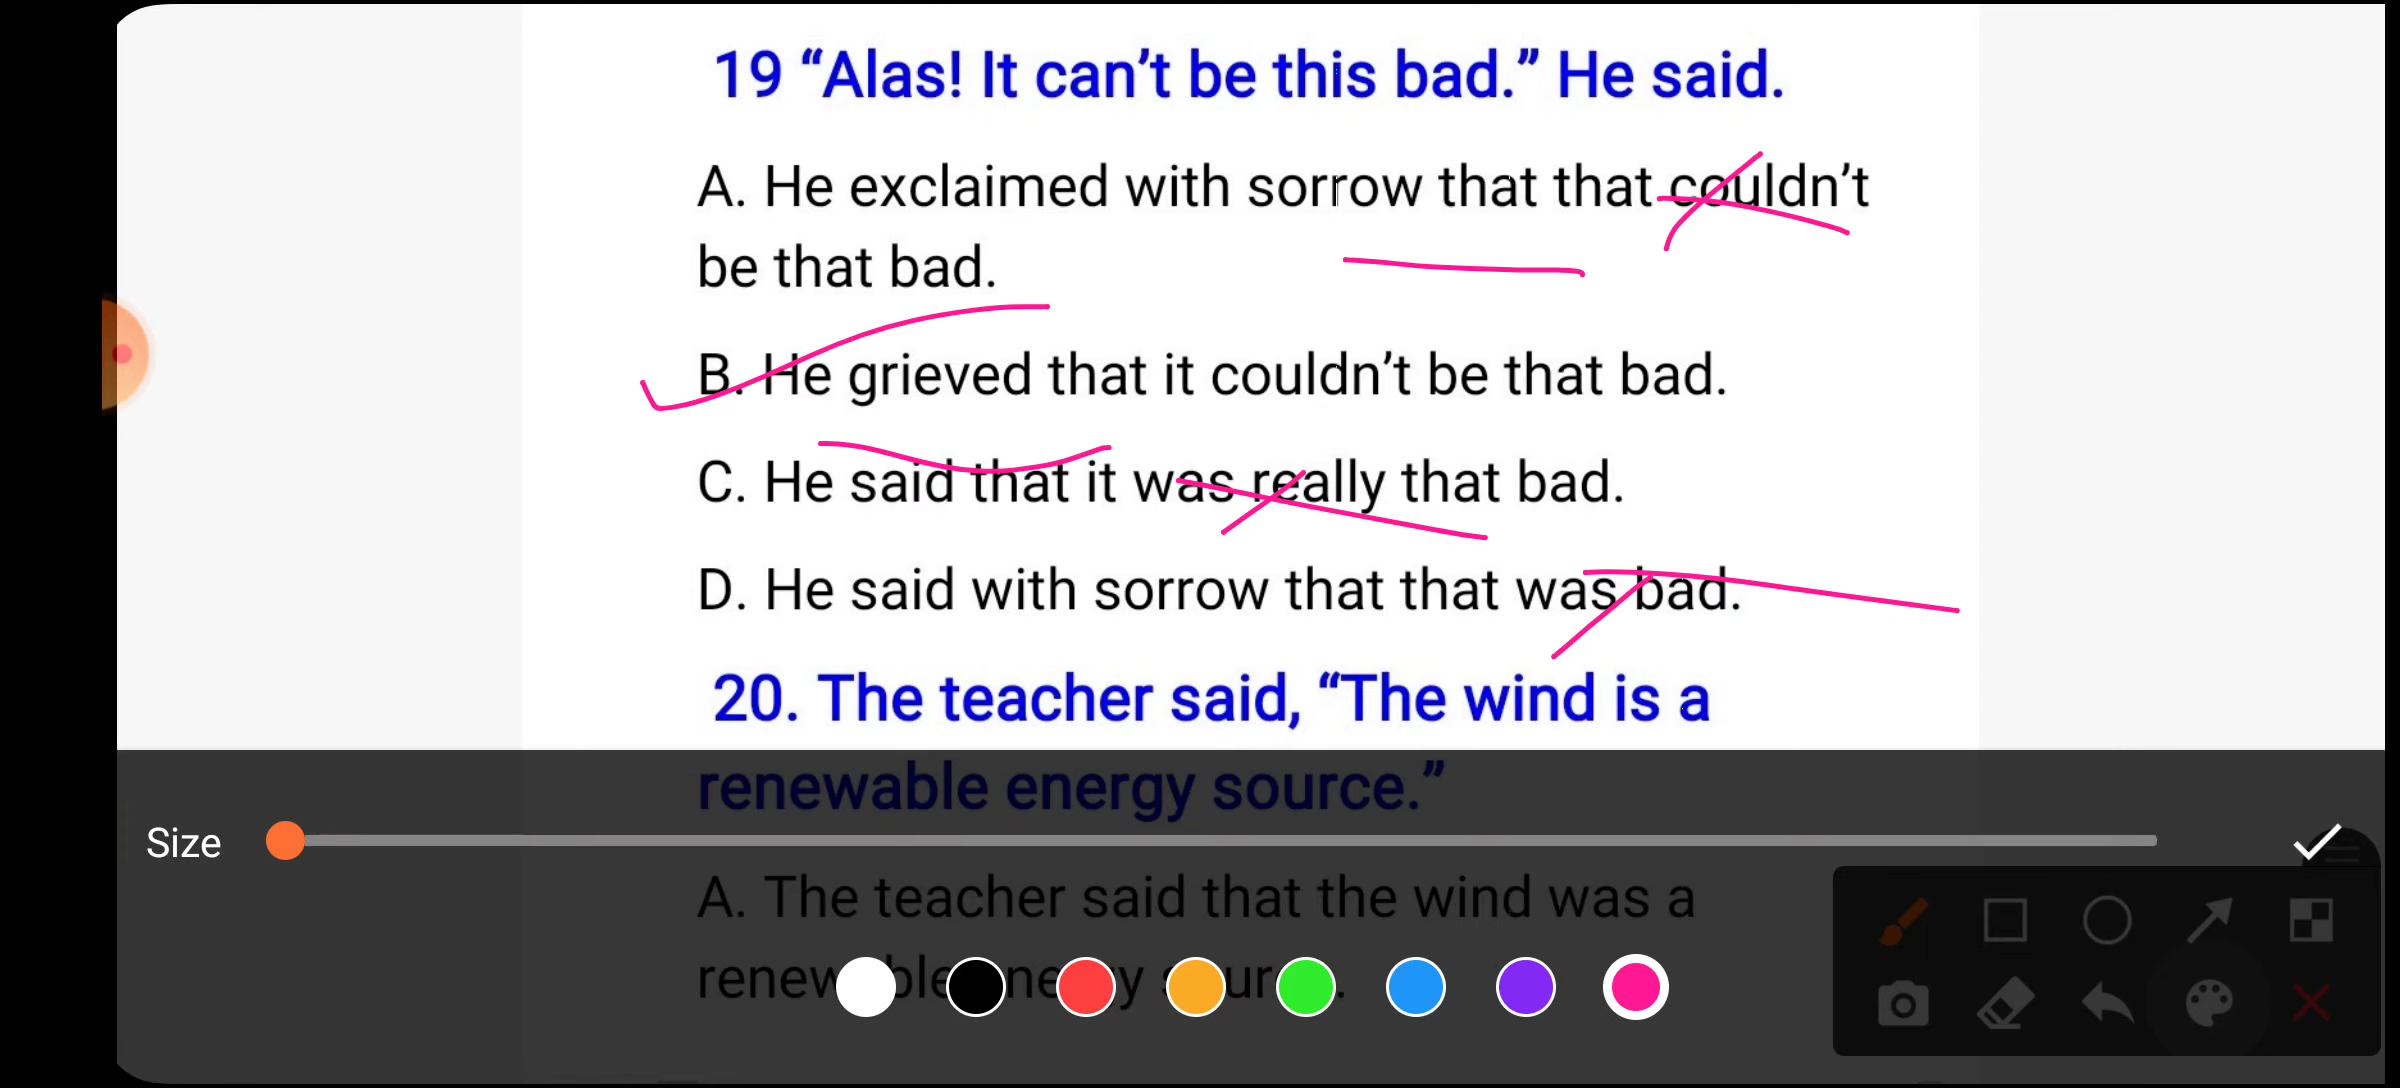 19 “Alas! It can’t be this bad.” He said.
A. He exclaimed with sorrow that that couldn’t
be that bad.
B. He grieved that it couldn’t be that bad.
C. He said that it was really that bad.
D. He said with sorrow that that was bad.
20. The teacher said, “The wind is a
renewable energy source.”
Size
A. The teacher said that the wind was a